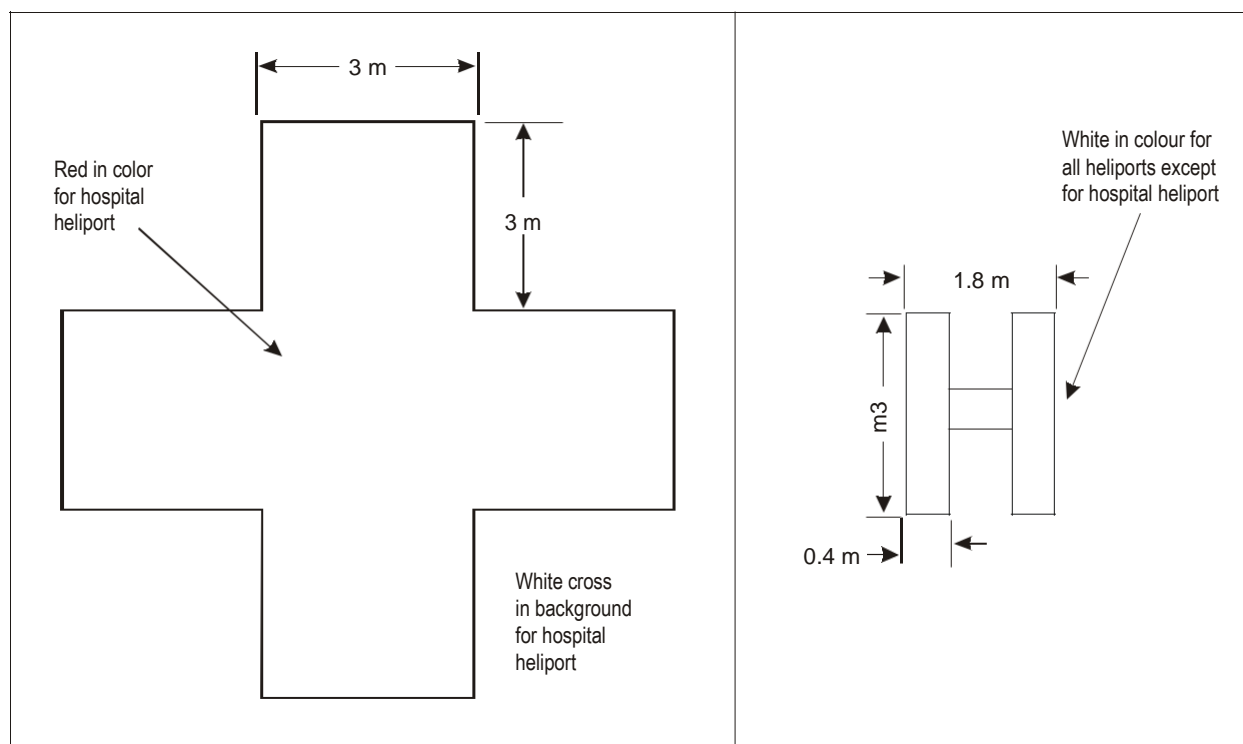 3 m
Red in color
for hospital
heliport
3 m
White cross
in background
for hospital
heliport
White in colour for
all heliports except
for hospital heliport
1.8 m
m3
0.4 m